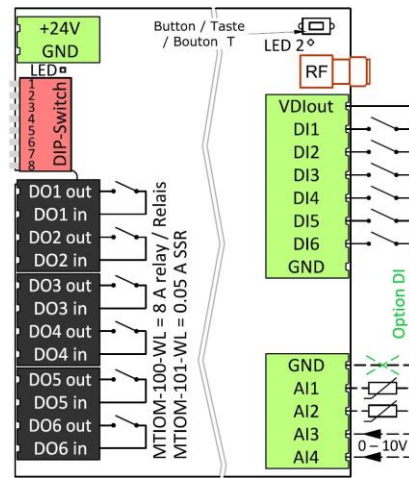 +24V
GND
LED
1
2
3
4
5
6
7
8
DIP-Switch
DO1 out
DO1 in
DO2 out
DO2 in
DO3 out
DO3 in
DO4 out
DO4 in
DO5 out
DO5 in
DO6 out
DO6 in
MTIOM-100-WL = 8 A relay / Relais
MTIOM-101-WL = 0.05 A SSR
Button / Taste
/ Bouton T
LED 2
RF
VDIout
DI1
DI2
DI3
DI4
DI5
DI6
GND
Option DI
GND
AI1
AI2
AI3
AI4
0 – 10V